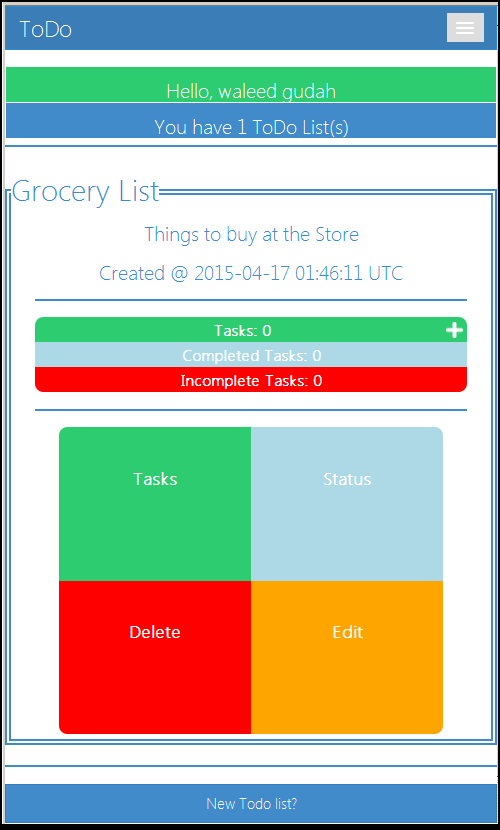 ToDo
Hello, waleed gudah
You have 1 ToDo List(s)
Grocery List
Things to buy at the Store
Created @ 2015-04-17 01:46:11 UTC
Tasks: 0
Completed Tasks: 0
Incomplete Tasks: 0
Tasks
Status
Delete
Edit
New Todo list?